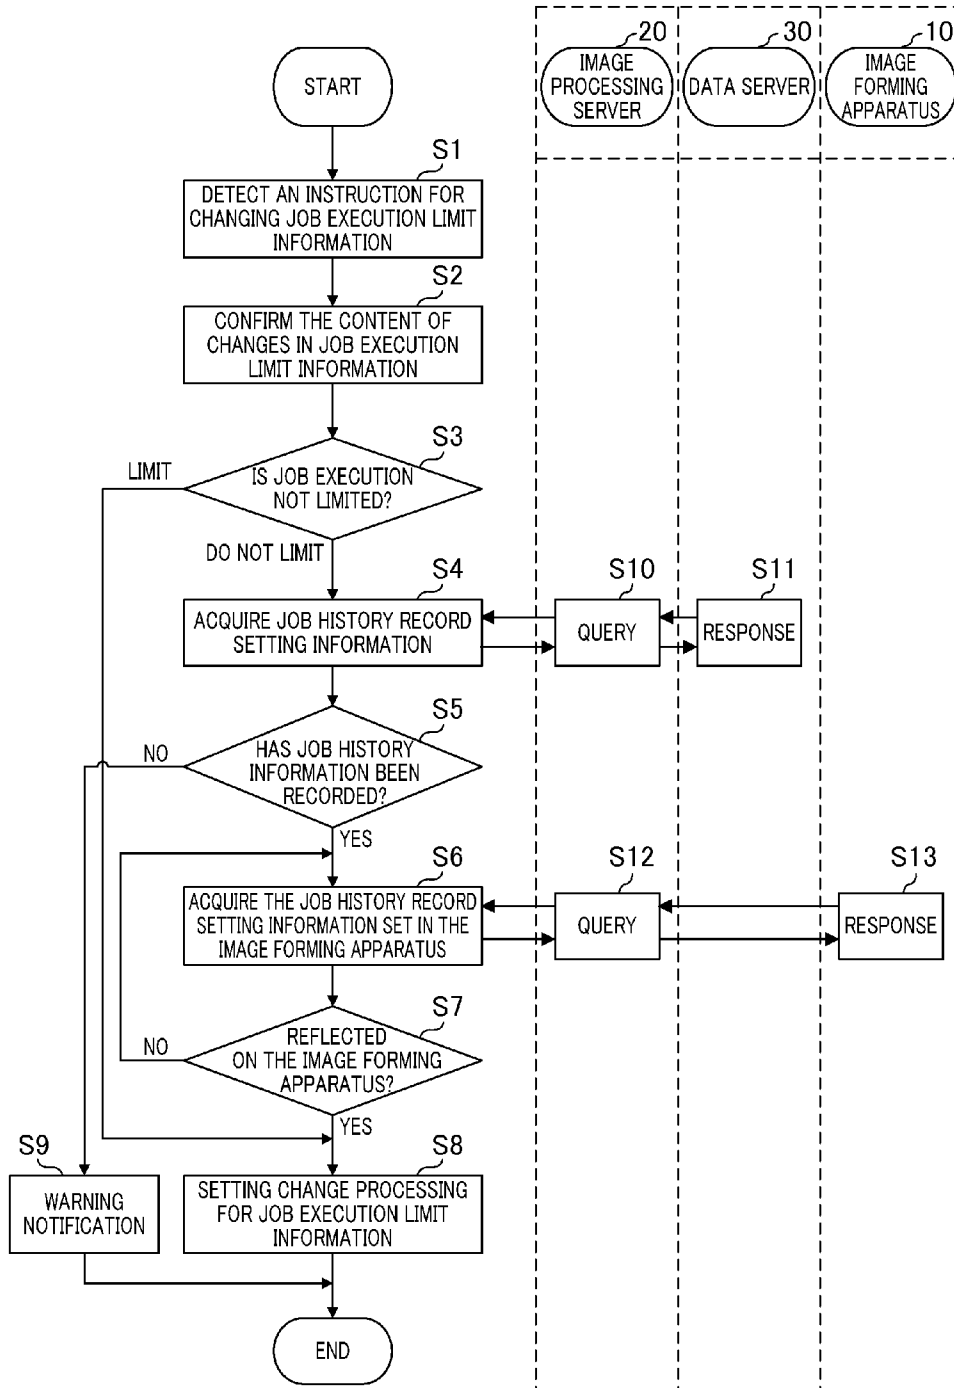 20
30
10
START
IMAGE
PROCESSING
SERVER
DATA SERVER
IMAGE
FORMING
APPARATUS
S1
DETECT AN INSTRUCTION FOR
CHANGING JOB EXECUTION LIMIT
INFORMATION
S2
CONFIRM THE CONTENT OF
CHANGES IN JOB EXECUTION
LIMIT INFORMATION
S3
LIMIT
IS JOB EXECUTION
NOT LIMITED?
DO NOT LIMIT
S4
ACQUIRE JOB HISTORY RECORD
SETTING INFORMATION
S10
QUERY
S11
RESPONSE
S5
NO
HAS JOB HISTORY
INFORMATION BEEN
RECORDED?
YES
S6
ACQUIRE THE JOB HISTORY RECORD
SETTING INFORMATION SET IN THE
IMAGE FORMING APPARATUS
S12
QUERY
S13
RESPONSE
S7
NO
REFLECTED
ON THE IMAGE FORMING
APPARATUS?
YES
S9
WARNING
NOTIFICATION
S8
SETTING CHANGE PROCESSING
FOR JOB EXECUTION LIMIT
INFORMATION
END